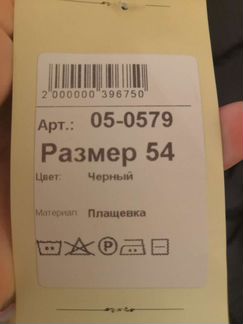 2 000000 396750
Арт.: 05-0579
Размер 54
Цвет: Черный
Материал Плащевка
P